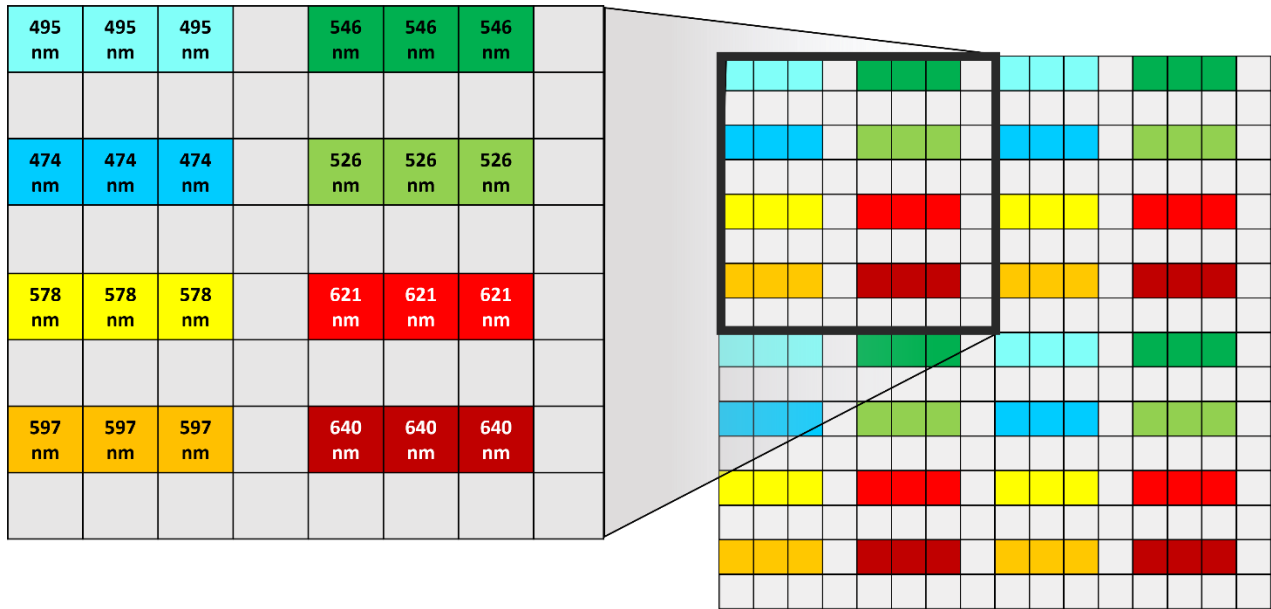 495 495 495 546 546 546
nm nm nm nm nm nm
474 474 474 526 526 526
nm nm nm nm nm nm
578 578 578 621 621 621
nm nm nm nm nm nm
597 597 597 640 640 640
nm nm nm nm nm nm